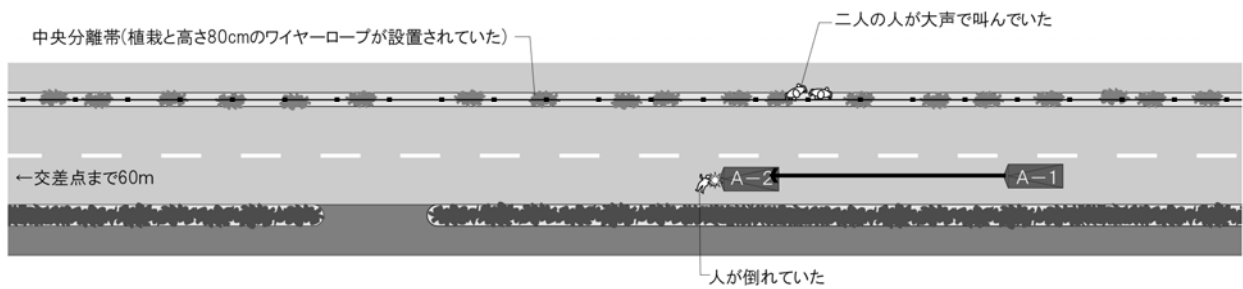 二人の人が大声で叫んでいた
中央分離帯(植栽と高さ80cmのワイヤーロープが設置されていた)
←交差点まで60m
A-2
A-1
人が倒れていた